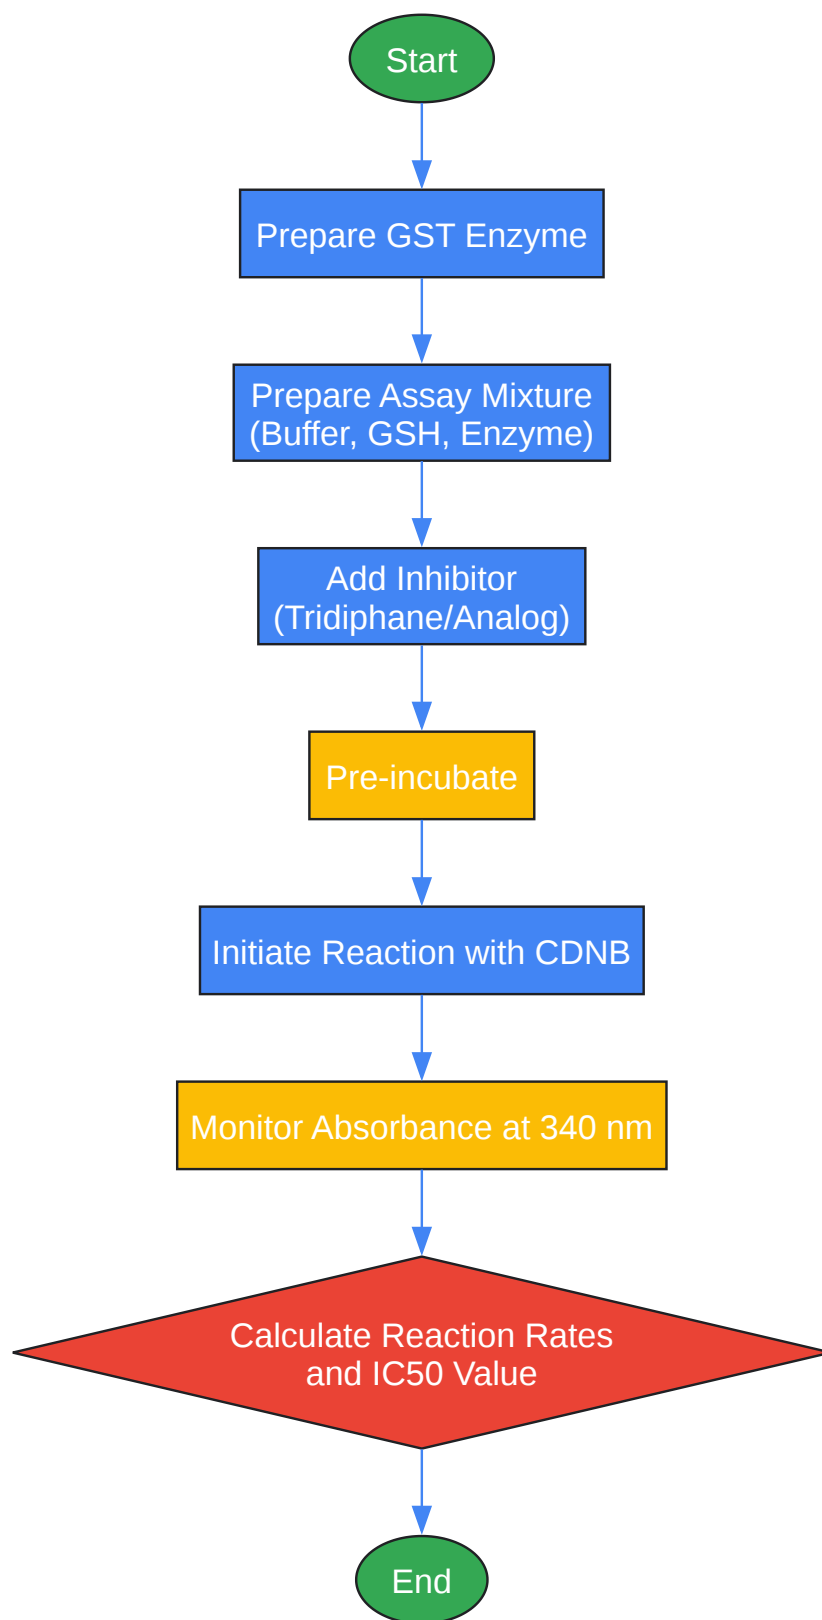 Start
Prepare GST Enzyme
Prepare Assay Mixture
(Buffer, GSH, Enzyme)
Add Inhibitor
(Tridiphane/Analog)
Pre-incubate
Initiate Reaction with CDNB
Monitor Absorbance at 340 nm
Calculate Reaction Rates
and IC50 Value
End